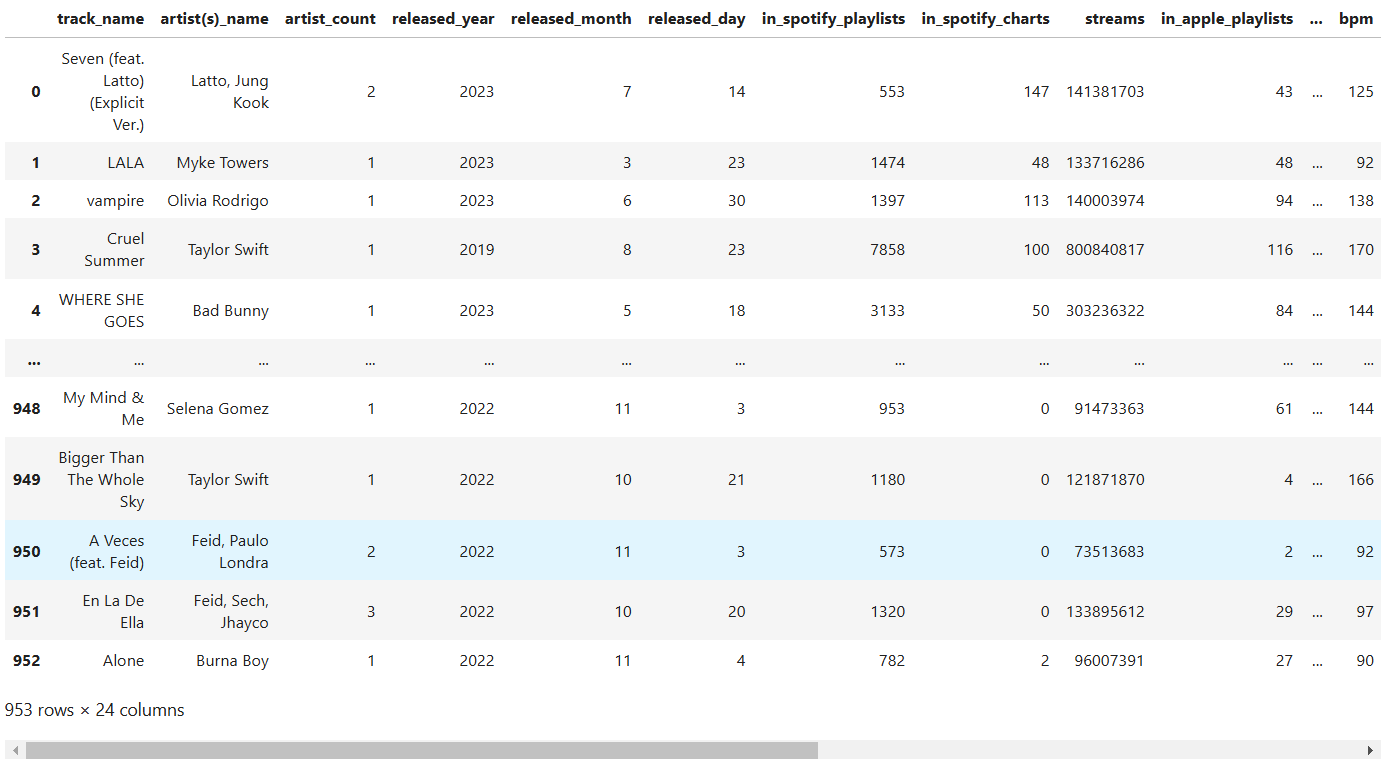 track_name artist(s)_name artist_count released_year released_month released_day in_spotify_playlists in_spotify_charts streams in_apple_playlists ... bpm
0 Seven (feat. Latto) (Explicit Ver.) Latto, Jung Kook 2 2023 7 14 553 147 141381703 43 ... 125
1 LALA Myke Towers 1 2023 3 23 1474 48 133716286 48 ... 92
2 vampire Olivia Rodrigo 1 2023 6 30 1397 113 140003974 94 ... 138
3 Cruel Summer Taylor Swift 1 2019 8 23 7858 100 800840817 116 ... 170
4 WHERE SHE GOES Bad Bunny 1 2023 5 18 3133 50 303236322 84 ... 144
... ... ... ... ... ... ... ... ... ... ... ... ...
948 My Mind & Me Selena Gomez 1 2022 11 3 953 0 91473363 61 ... 144
949 Bigger Than The Whole Sky Taylor Swift 1 2022 10 21 1180 0 121871870 4 ... 166
950 A Veces (feat. Feid) Feid, Paulo Londra 2 2022 11 3 573 0 73513683 2 ... 92
951 En La De Ella Feid, Sech, Jhayco 3 2022 10 20 1320 0 133895612 29 ... 97
952 Alone Burna Boy 1 2022 11 4 782 2 96007391 27 ... 90
953 rows × 24 columns